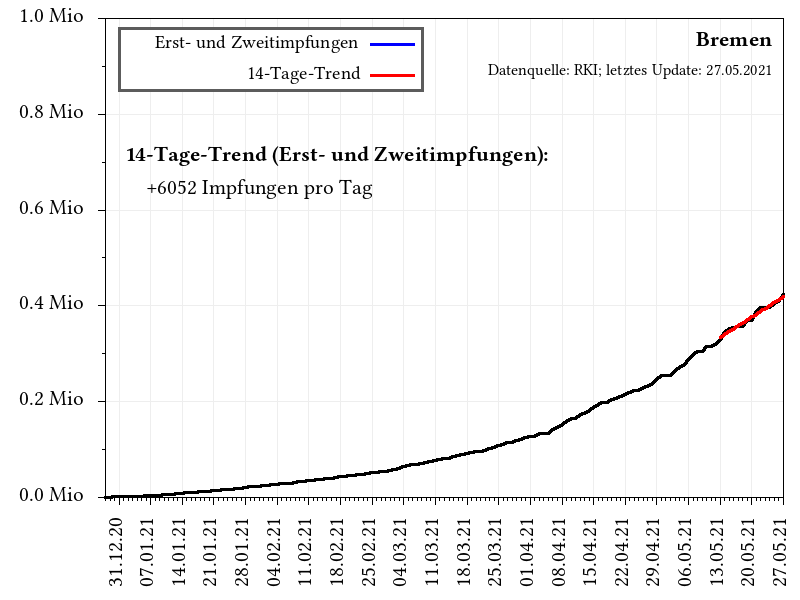 1.0 Mio
Erst- und Zweitimpfungen
14-Tage-Trend
Bremen
Datenquelle: RKI; letztes Update: 27.05.2021
0.8 Mio
14-Tage-Trend (Erst- und Zweitimpfungen):
+6052 Impfungen pro Tag
0.6 Mio
0.4 Mio
0.2 Mio
0.0 Mio
31.12.20
07.01.21
14.01.21
21.01.21
28.01.21
04.02.21
11.02.21
18.02.21
25.02.21
04.03.21
11.03.21
18.03.21
25.03.21
01.04.21
08.04.21
15.04.21
22.04.21
29.04.21
06.05.21
13.05.21
20.05.21
27.05.21